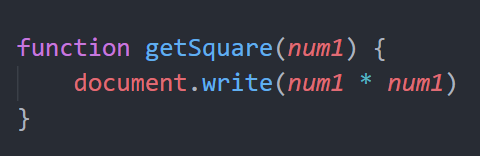 function getSquare(num1) {
    document.write(num1 * num1)
}